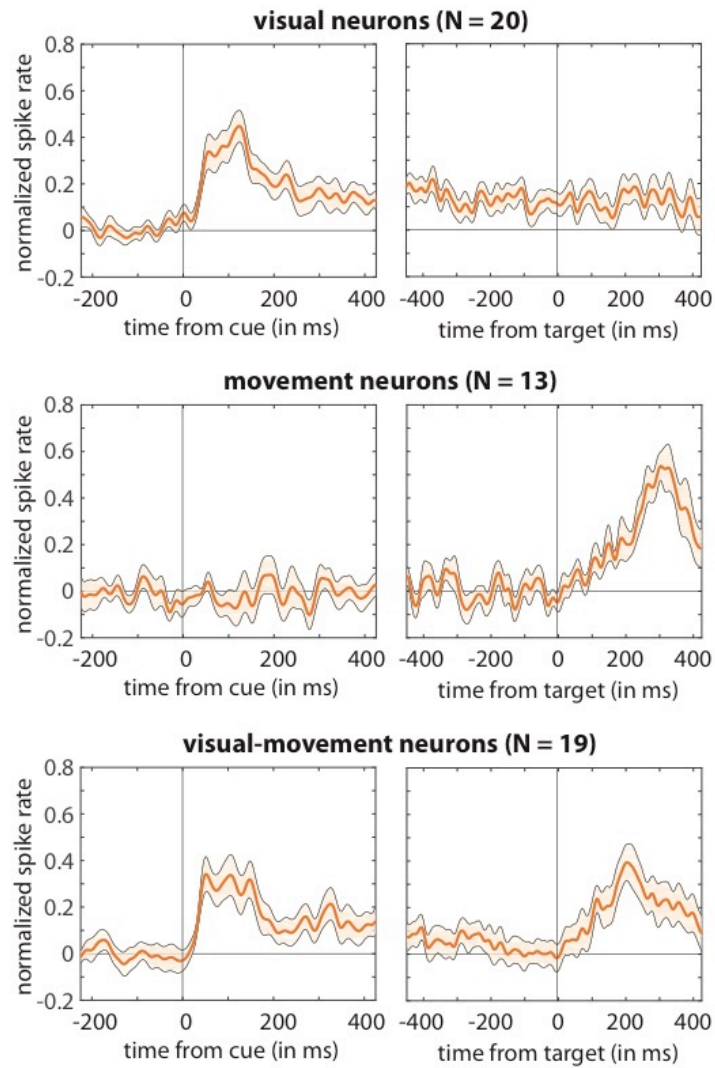 visual neurons (N = 20)
normalized spike rate
0.8
0.6
0.4
0.2
0
-0.2
-200 0 200 400
time from cue (in ms)
-400 -200 0 200 400
time from target (in ms)
movement neurons (N = 13)
normalized spike rate
0.8
0.6
0.4
0.2
0
-0.2
-200 0 200 400
time from cue (in ms)
-400 -200 0 200 400
time from target (in ms)
visual-movement neurons (N = 19)
normalized spike rate
0.8
0.6
0.4
0.2
0
-0.2
-200 0 200 400
time from cue (in ms)
-400 -200 0 200 400
time from target (in ms)